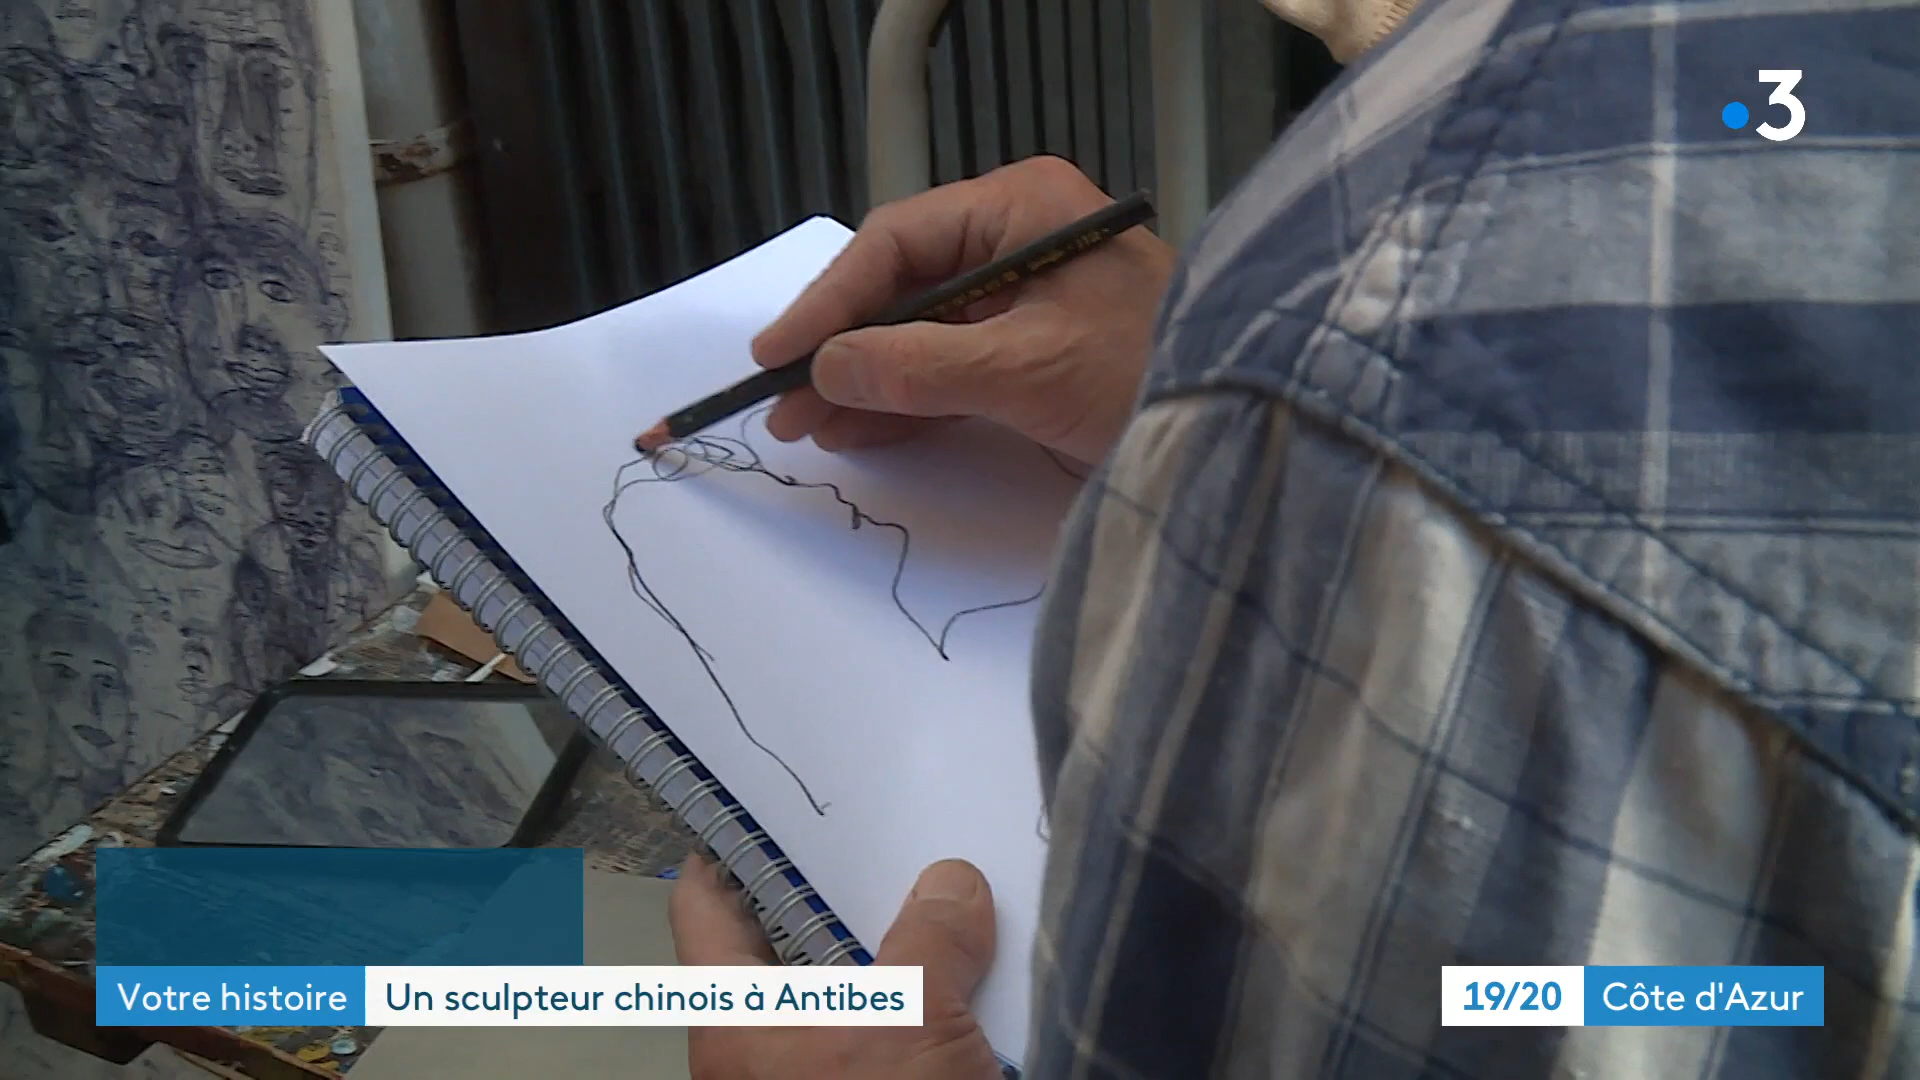 3
Votre histoire
Un sculpteur chinois à Antibes
19/20
Côte d'Azur